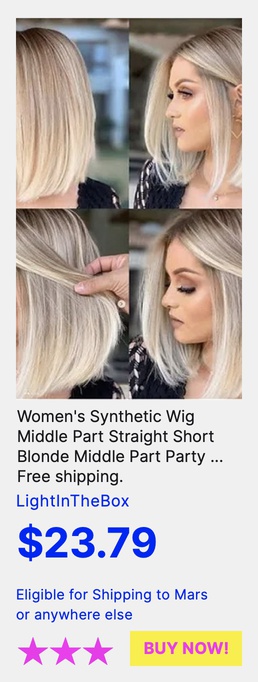 Women's Synthetic Wig
Middle Part Straight Short
Blonde Middle Part Party ...
Free shipping.
LightInTheBox
$23.79
Eligible for Shipping to Mars
or anywhere else
BUY NOW!